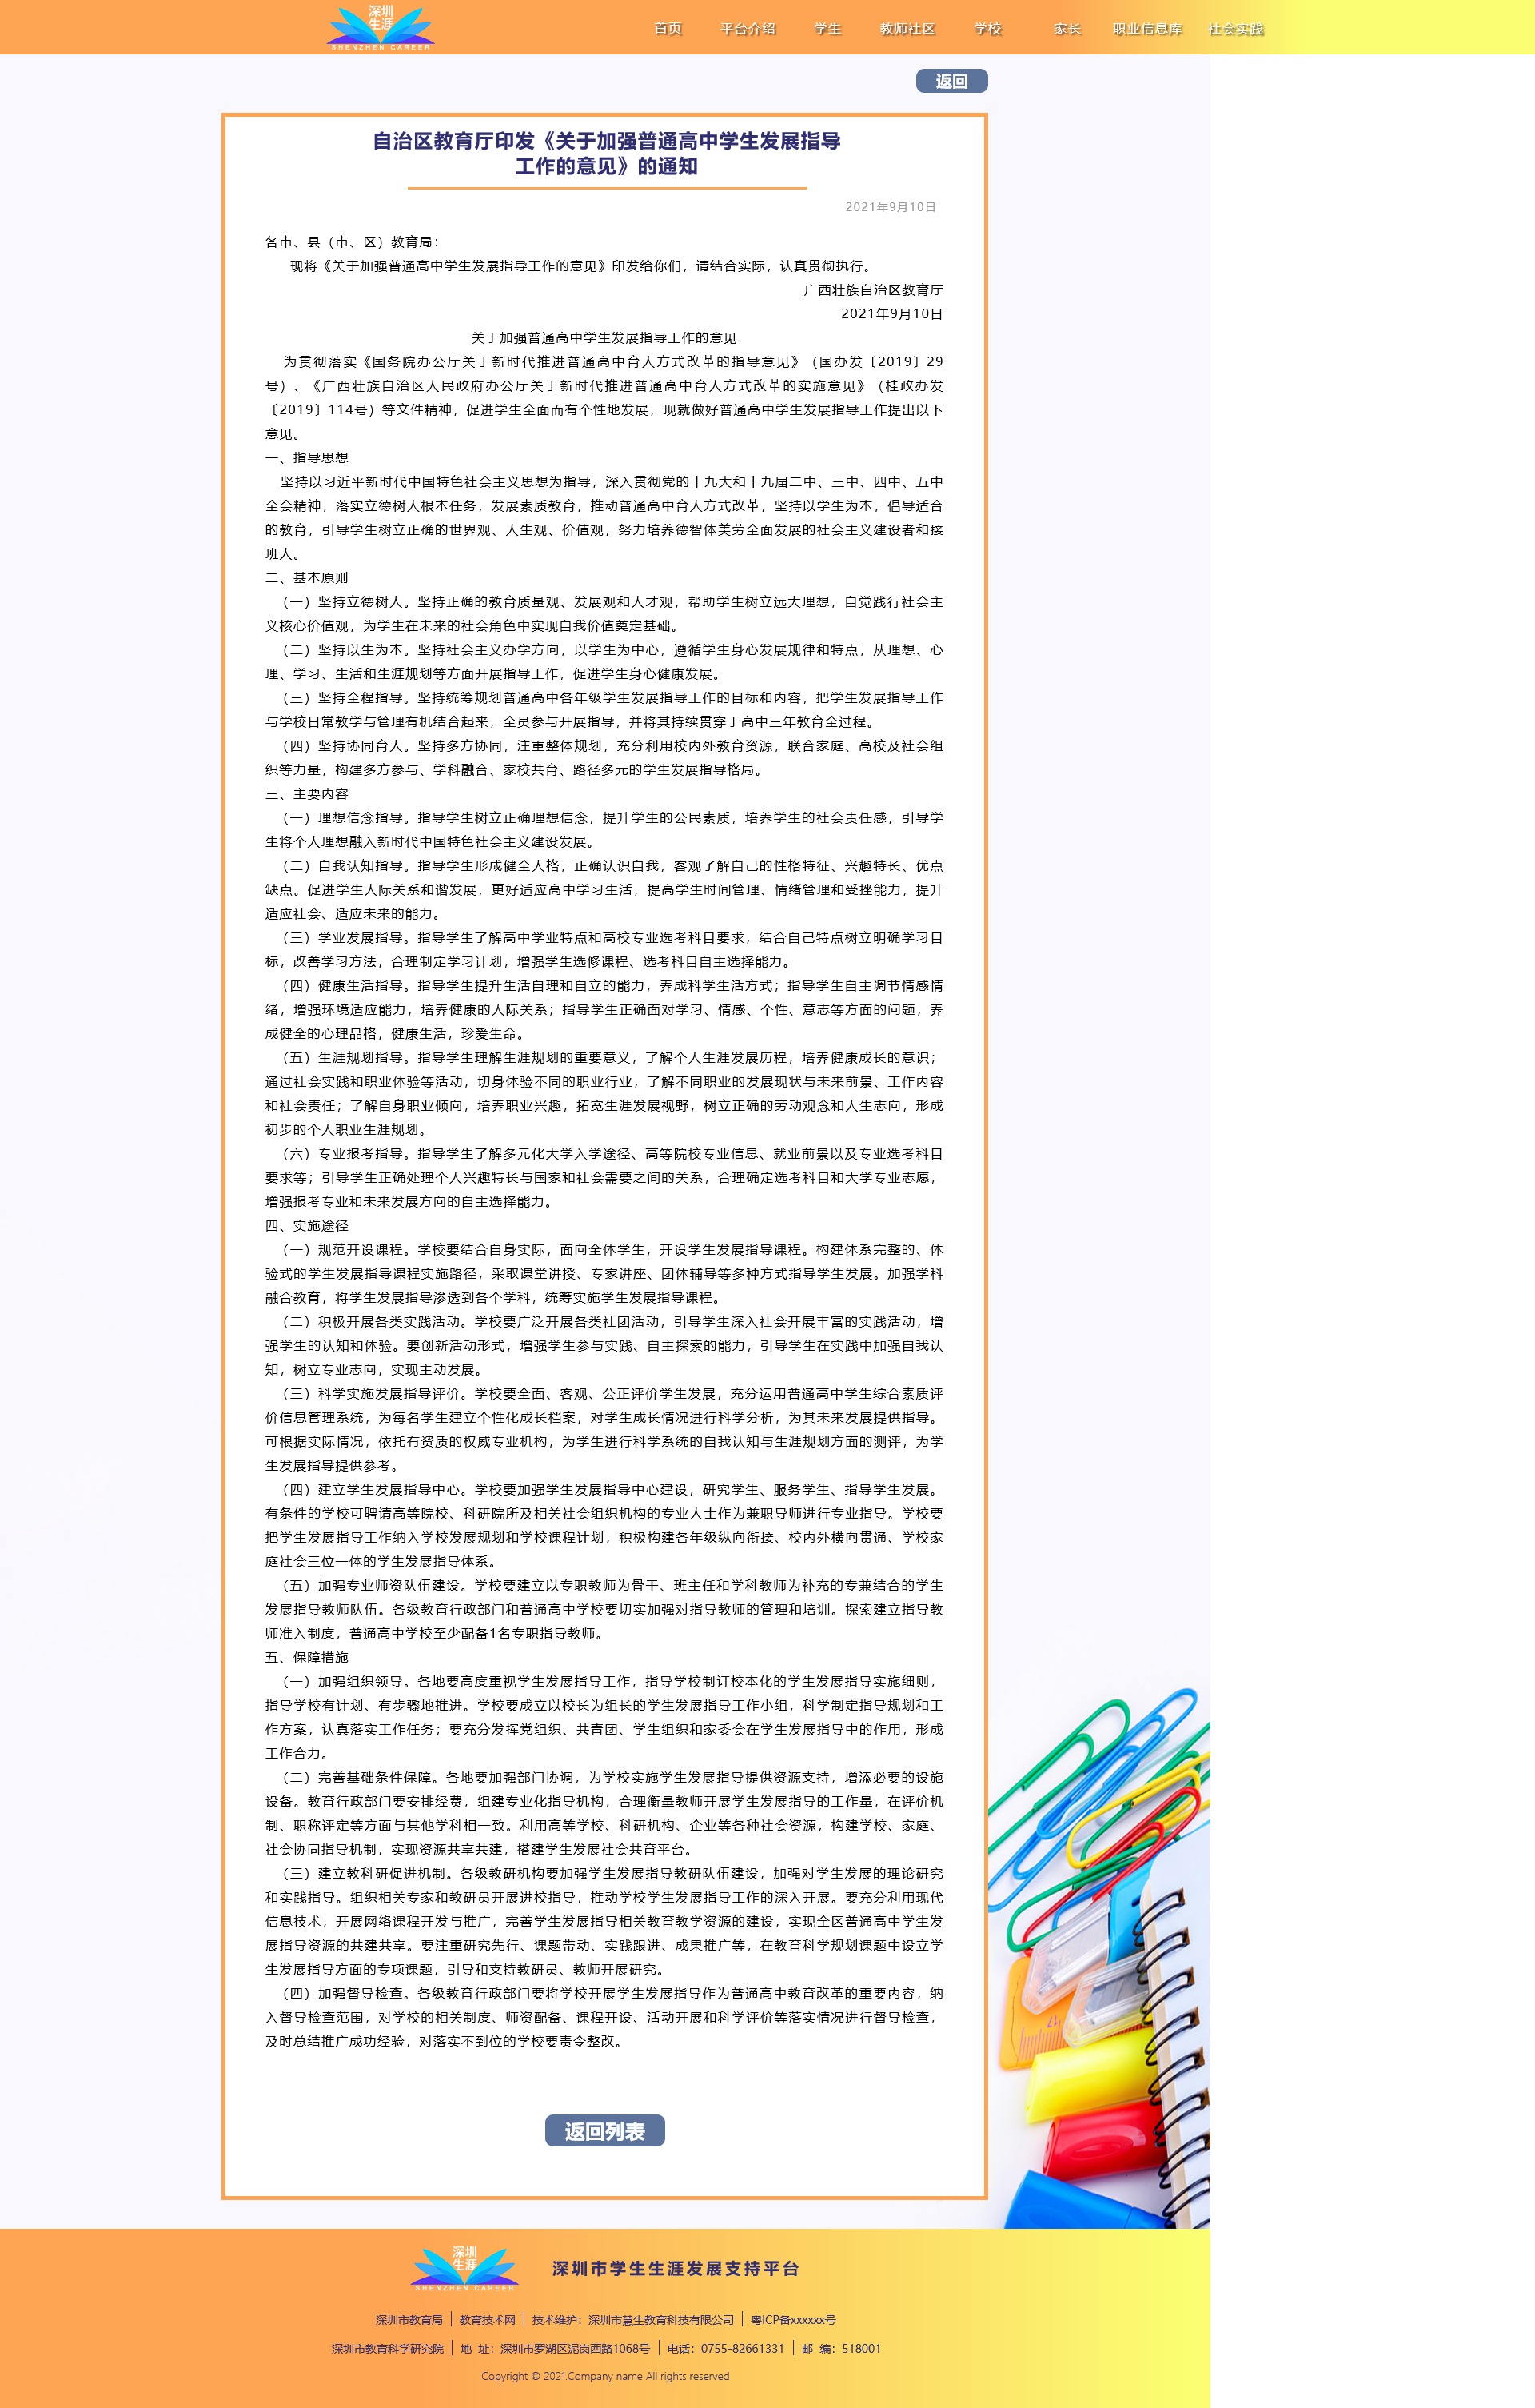 深圳
生涯
SHENZHEN CAREER
首页 平台介绍 学生 教师社区 学校 家长 职业信息库 社会实践
返回
自治区教育厅印发《关于加强普通高中学生发展指导
工作的意见》的通知
2021年9月10日
各市、县（市、区）教育局：
现将《关于加强普通高中学生发展指导工作的意见》印发给你们，请结合实际，认真贯彻执行。
广西壮族自治区教育厅
2021年9月10日
关于加强普通高中学生发展指导工作的意见
为贯彻落实《国务院办公厅关于新时代推进普通高中育人方式改革的指导意见》（国办发〔2019〕29
号）、《广西壮族自治区人民政府办公厅关于新时代推进普通高中育人方式改革的实施意见》（桂政办发
〔2019〕114号）等文件精神，促进学生全面而有个性地发展，现就做好普通高中学生发展指导工作提出以下
意见。
一、指导思想
坚持以习近平新时代中国特色社会主义思想为指导，深入贯彻党的十九大和十九届二中、三中、四中、五中
全会精神，落实立德树人根本任务，发展素质教育，推动普通高中育人方式改革，坚持以学生为本，倡导适合
的教育，引导学生树立正确的世界观、人生观、价值观，努力培养德智体美劳全面发展的社会主义建设者和接
班人。
二、基本原则
（一）坚持立德树人。坚持正确的教育质量观、发展观和人才观，帮助学生树立远大理想，自觉践行社会主
义核心价值观，为学生在未来的社会角色中实现自我价值奠定基础。
（二）坚持以生为本。坚持社会主义办学方向，以学生为中心，遵循学生身心发展规律和特点，从理想、心
理、学习、生活和生涯规划等方面开展指导工作，促进学生身心健康发展。
（三）坚持全程指导。坚持统筹规划普通高中各年级学生发展指导工作的目标和内容，把学生发展指导工作
与学校日常教学与管理有机结合起来，全员参与开展指导，并将其持续贯穿于高中三年教育全过程。
（四）坚持协同育人。坚持多方协同，注重整体规划，充分利用校内外教育资源，联合家庭、高校及社会组
织等力量，构建多方参与、学科融合、家校共育、路径多元的学生发展指导格局。
三、主要内容
（一）理想信念指导。指导学生树立正确理想信念，提升学生的公民素质，培养学生的社会责任感，引导学
生将个人理想融入新时代中国特色社会主义建设发展。
（二）自我认知指导。指导学生形成健全人格，正确认识自我，客观了解自己的性格特征、兴趣特长、优点
缺点。促进学生人际关系和谐发展，更好适应高中学习生活，提高学生时间管理、情绪管理和受挫能力，提升
适应社会、适应未来的能力。
（三）学业发展指导。指导学生了解高中学业特点和高校专业选考科目要求，结合自己特点树立明确学习目
标，改善学习方法，合理制定学习计划，增强学生选修课程、选考科目自主选择能力。
（四）健康生活指导。指导学生提升生活自理和自立的能力，养成科学生活方式；指导学生自主调节情感情
绪，增强环境适应能力，培养健康的人际关系；指导学生正确面对学习、情感、个性、意志等方面的问题，养
成健全的心理品格，健康生活，珍爱生命。
（五）生涯规划指导。指导学生理解生涯规划的重要意义，了解个人生涯发展历程，培养健康成长的意识；
通过社会实践和职业体验等活动，切身体验不同的职业行业，了解不同职业的发展现状与未来前景、工作内容
和社会责任；了解自身职业倾向，培养职业兴趣，拓宽生涯发展视野，树立正确的劳动观念和人生志向，形成
初步的个人职业生涯规划。
（六）专业报考指导。指导学生了解多元化大学入学途径、高等院校专业信息、就业前景以及专业选考科目
要求等；引导学生正确处理个人兴趣特长与国家和社会需要之间的关系，合理确定选考科目和大学专业志愿，
增强报考专业和未来发展方向的自主选择能力。
四、实施途径
（一）规范开设课程。学校要结合自身实际，面向全体学生，开设学生发展指导课程。构建体系完整的、体
验式的学生发展指导课程实施路径，采取课堂讲授、专家讲座、团体辅导等多种方式指导学生发展。加强学科
融合教育，将学生发展指导渗透到各个学科，统筹实施学生发展指导课程。
（二）积极开展各类实践活动。学校要广泛开展各类社团活动，引导学生深入社会开展丰富的实践活动，增
强学生的认知和体验。要创新活动形式，增强学生参与实践、自主探索的能力，引导学生在实践中加强自我认
知，树立专业志向，实现主动发展。
（三）科学实施发展指导评价。学校要全面、客观、公正评价学生发展，充分运用普通高中学生综合素质评
价信息管理系统，为每名学生建立个性化成长档案，对学生成长情况进行科学分析，为其未来发展提供指导。
可根据实际情况，依托有资质的权威专业机构，为学生进行科学系统的自我认知与生涯规划方面的测评，为学
生发展指导提供参考。
（四）建立学生发展指导中心。学校要加强学生发展指导中心建设，研究学生、服务学生、指导学生发展。
有条件的学校可聘请高等院校、科研院所及相关社会组织机构的专业人士作为兼职导师进行专业指导。学校要
把学生发展指导工作纳入学校发展规划和学校课程计划，积极构建各年级纵向衔接、校内外横向贯通、学校家
庭社会三位一体的学生发展指导体系。
（五）加强专业师资队伍建设。学校要建立以专职教师为骨干、班主任和学科教师为补充的专兼结合的学生
发展指导教师队伍。各级教育行政部门和普通高中学校要切实加强对指导教师的管理和培训。探索建立指导教
师准入制度，普通高中学校至少配备1名专职指导教师。
五、保障措施
（一）加强组织领导。各地要高度重视学生发展指导工作，指导学校制订校本化的学生发展指导实施细则，
指导学校有计划、有步骤地推进。学校要成立以校长为组长的学生发展指导工作小组，科学制定指导规划和工
作方案，认真落实工作任务；要充分发挥党组织、共青团、学生组织和家委会在学生发展指导中的作用，形成
工作合力。
（二）完善基础条件保障。各地要加强部门协调，为学校实施学生发展指导提供资源支持，增添必要的设施
设备。教育行政部门要安排经费，组建专业化指导机构，合理衡量教师开展学生发展指导的工作量，在评价机
制、职称评定等方面与其他学科相一致。利用高等学校、科研机构、企业等各种社会资源，构建学校、家庭、
社会协同指导机制，实现资源共享共建，搭建学生发展社会共育平台。
（三）建立教科研促进机制。各级教研机构要加强学生发展指导教研队伍建设，加强对学生发展的理论研究
和实践指导。组织相关专家和教研员开展进校指导，推动学校学生发展指导工作的深入开展。要充分利用现代
信息技术，开展网络课程开发与推广，完善学生发展指导相关教育教学资源的建设，实现全区普通高中学生发
展指导资源的共建共享。要注重研究先行、课题带动、实践跟进、成果推广等，在教育科学规划课题中设立学
生发展指导方面的专项课题，引导和支持教研员、教师开展研究。
（四）加强督导检查。各级教育行政部门要将学校开展学生发展指导作为普通高中教育改革的重要内容，纳
入督导检查范围，对学校的相关制度、师资配备、课程开设、活动开展和科学评价等落实情况进行督导检查，
及时总结推广成功经验，对落实不到位的学校要责令整改。
返回列表
深圳
生涯
SHENZHEN CAREER
深圳市学生生涯发展支持平台
深圳市教育局 教育技术网 技术维护：深圳市慧生教育科技有限公司 粤ICP备xxxxxx号
深圳市教育科学研究院 地 址：深圳市罗湖区泥岗西路1068号 电话：0755-82661331 邮 编：518001
Copyright © 2021.Company name All rights reserved